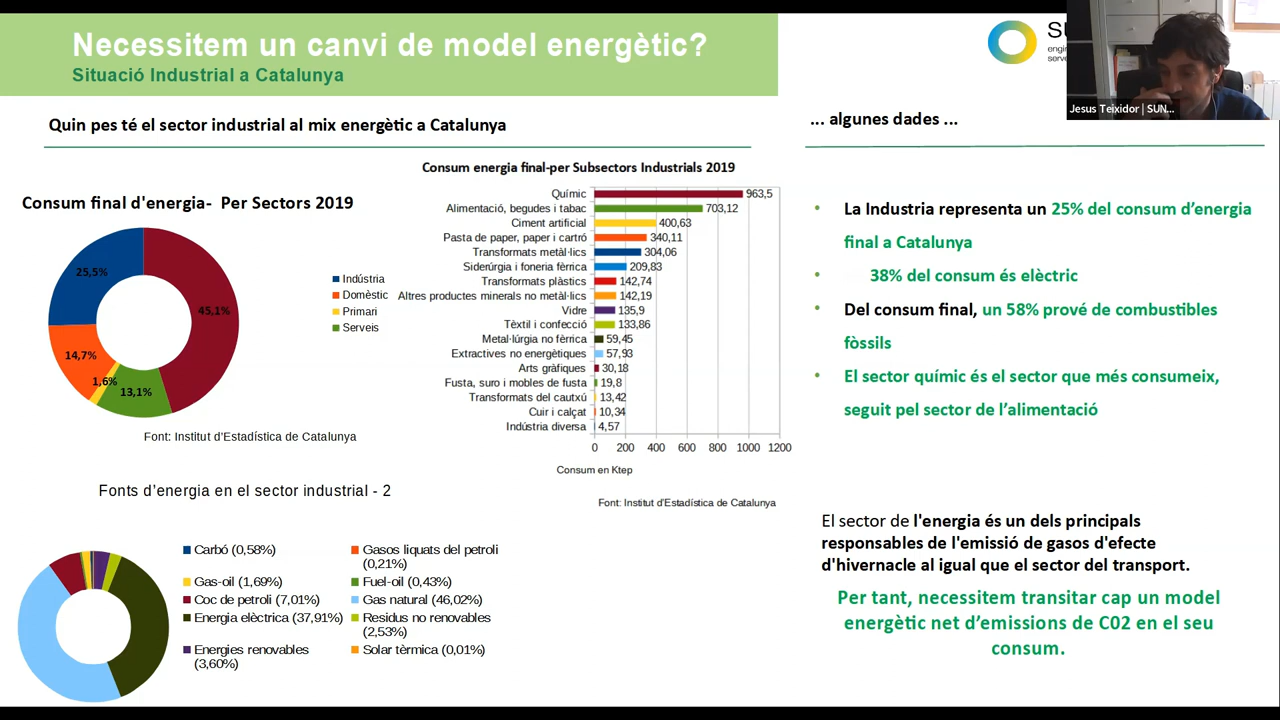 Necessitem un canvi de model energètic?
Situació Industrial a Catalunya
Quin pes té el sector industrial al mix energètic a Catalunya
Consum final d'energia- Per Sectors 2019
25,5%
45,1%
14,7%
1,6%
13,1%
Indústria
Domèstic
Primari
Serveis
Font: Institut d'Estadística de Catalunya
Consum energia final-per Subsectors Industrials 2019
Químic 963,5
Alimentació, begudes i tabac 703,12
Ciment artificial 400,63
Pasta de paper, paper i cartró 340,11
Transformats metàl·lics 304,06
Siderúrgia i foneria fèrrica 209,83
Transformats plàstics 142,74
Altres productes minerals no metàl·lics 142,19
Vidre 135,9
Tèxtil i confecció 133,86
Metal·lúrgia no fèrrica 59,45
Extractives no energètiques 57,93
Arts gràfiques 30,18
Fusta, suro i mobles de fusta 19,8
Transformats del cautxú 13,42
Cuir i calçat 10,34
Indústria diversa 4,57
0 200 400 600 800 1000 1200
Consum en Ktep
Font: Institut d'Estadística de Catalunya
Fonts d'energia en el sector industrial - 2
Carbó (0,58%)
Gasos liquats del petroli
(0,21%)
Gas-oil (1,69%)
Fuel-oil (0,43%)
Coc de petroli (7,01%)
Gas natural (46,02%)
Energia elèctrica (37,91%)
Residus no renovables
(2,53%)
Energies renovables
(3,60%)
Solar tèrmica (0,01%)
Jesus Teixidor | SUN...
... algunes dades ...
• La Industria representa un 25% del consum d'energia
final a Catalunya
• 38% del consum és elèctric
• Del consum final, un 58% prové de combustibles
fòssils
• El sector químic és el sector que més consumeix,
seguit pel sector de l'alimentació
El sector de l'energia és un dels principals
responsables de l'emissió de gasos d'efecte
d'hivernacle al igual que el sector del transport.
Per tant, necessitem transitar cap un model
energètic net d'emissions de C02 en el seu
consum.